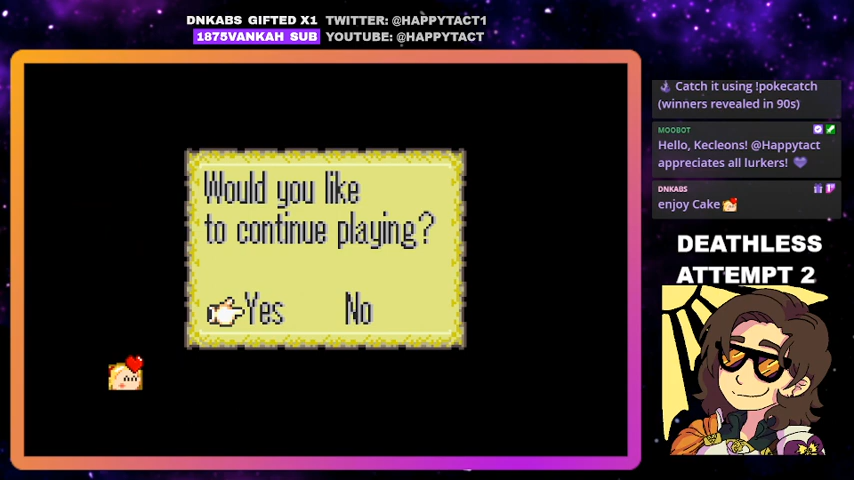 DNKABS GIFTED X1 TWITTER: @HAPPYTACT1
1875VANKAH SUB YOUTUBE: @HAPPYTACT
Catch it using !pokecatch
(winners revealed in 90s)
MOOBOT
Hello, Kecleons! @Happytact
appreciates all lurkers!
DNKABS
enjoy Cake
DEATHLESS
ATTEMPT 2
Would you like
to continue playing?
Yes No